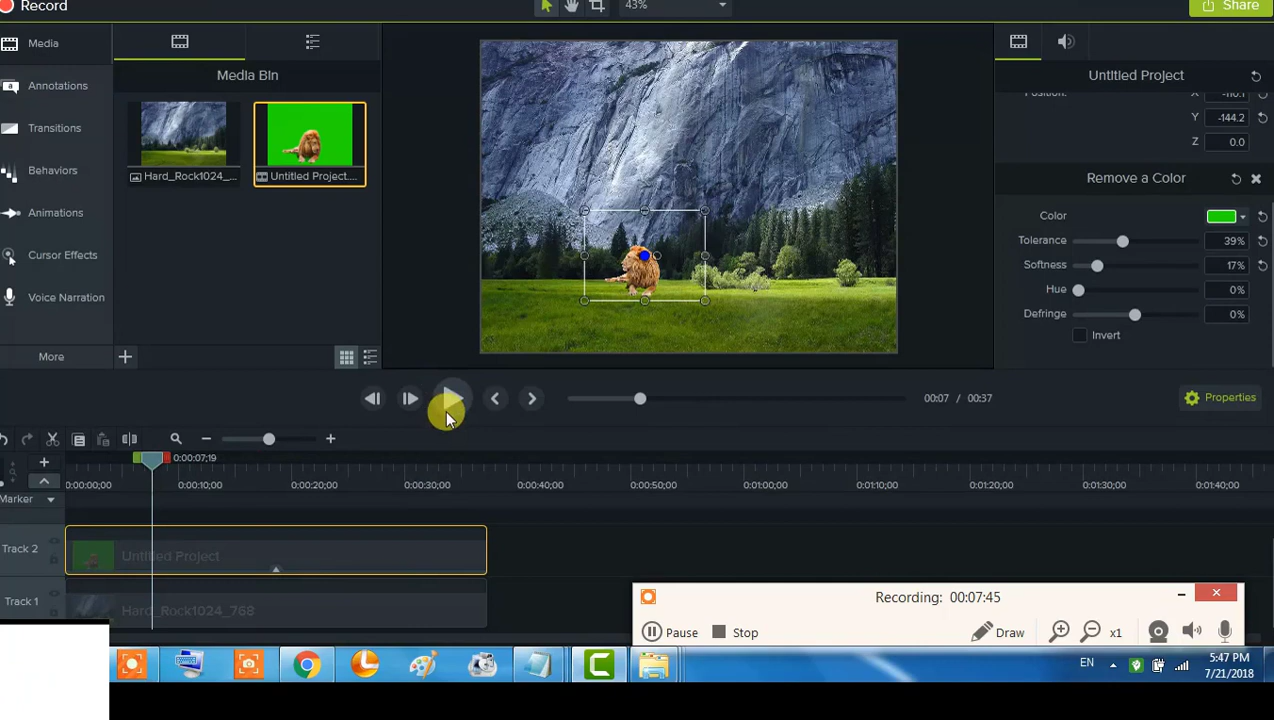 Record
43%
Share
Media
Annotations
Transitions
Behaviors
Animations
Cursor Effects
Voice Narration
More
Media Bin
Hard_Rock1024_...
Untitled Project....
Untitled Project
Position:
X
-110.1
Y
-144.2
Z
0.0
Remove a Color
Color
Tolerance
39%
Softness
17%
Hue
0%
Defringe
0%
Invert
00:07 / 00:37
Properties
0:00:07;19
0:00:00;00
0:00:10;00
0:00:20;00
0:00:30;00
0:00:40;00
0:00:50;00
0:01:00;00
0:01:10;00
0:01:20;00
0:01:30;00
0:01:40;00
Marker
Track 2
Untitled Project
Track 1
Hard_Rock1024_768
Recording: 00:07:45
Pause
Stop
Draw
x1
EN
5:47 PM
7/21/2018